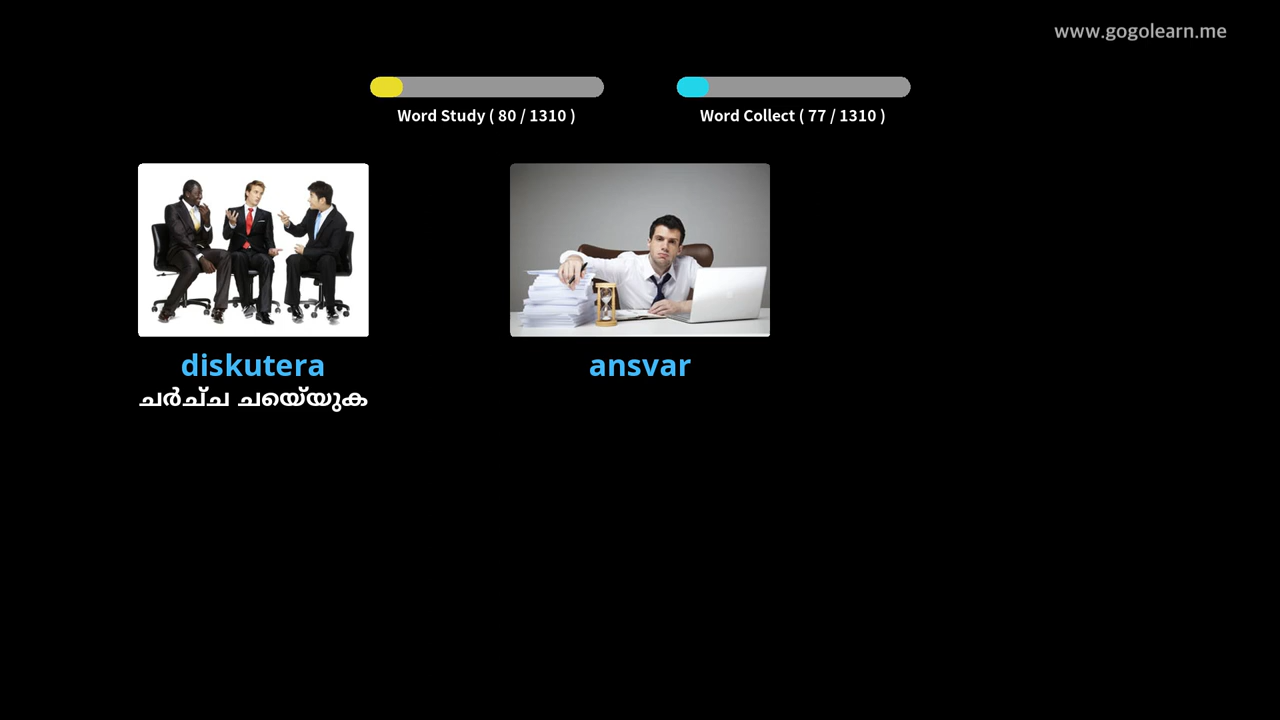 www.gogolearn.me
Word Study ( 80 / 1310 )
Word Collect ( 77 / 1310 )
diskutera
ചർച്ച ചെയ്യുക
ansvar